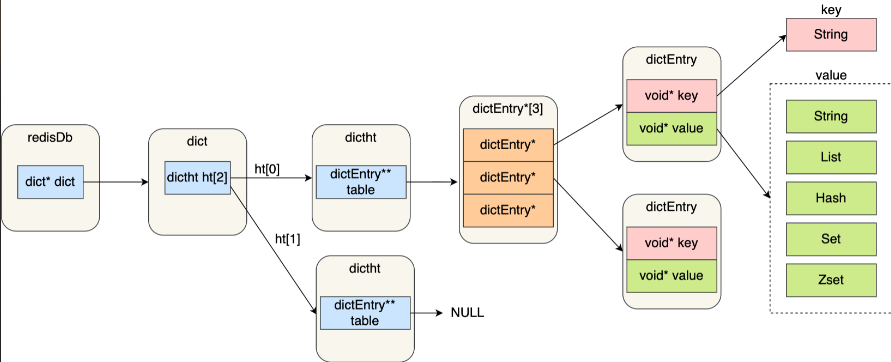 redisDb
dict* dict
dict
dictht ht[2]
ht[0]
ht[1]
dictht
dictEntry**
table
dictht
dictEntry**
table
NULL
dictEntry*[3]
dictEntry*
dictEntry*
dictEntry*
dictEntry
void* key
void* value
dictEntry
void* key
void* value
key
String
value
String
List
Hash
Set
Zset